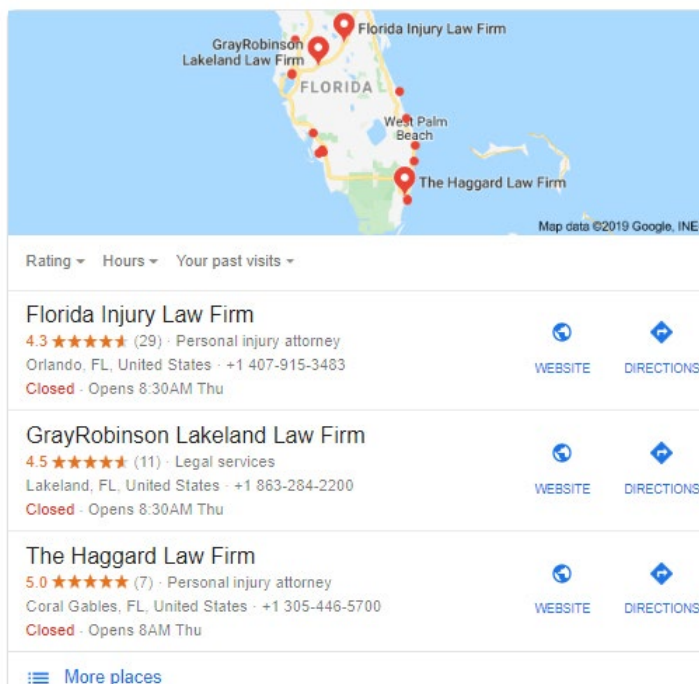 Florida Injury Law Firm
GrayRobinson
Lakeland Law Firm
FLORIDA
West Palm
Beach
The Haggard Law Firm
Map data ©2019 Google, INE
Rating Hours Your past visits
Florida Injury Law Firm
4.3 (29) · Personal injury attorney
Orlando, FL, United States · +1 407-915-3483
Closed · Opens 8:30AM Thu
WEBSITE DIRECTIONS
GrayRobinson Lakeland Law Firm
4.5 (11) · Legal services
Lakeland, FL, United States · +1 863-284-2200
Closed · Opens 8:30AM Thu
WEBSITE DIRECTIONS
The Haggard Law Firm
5.0 (7) · Personal injury attorney
Coral Gables, FL, United States · +1 305-446-5700
Closed · Opens 8AM Thu
WEBSITE DIRECTIONS
More places